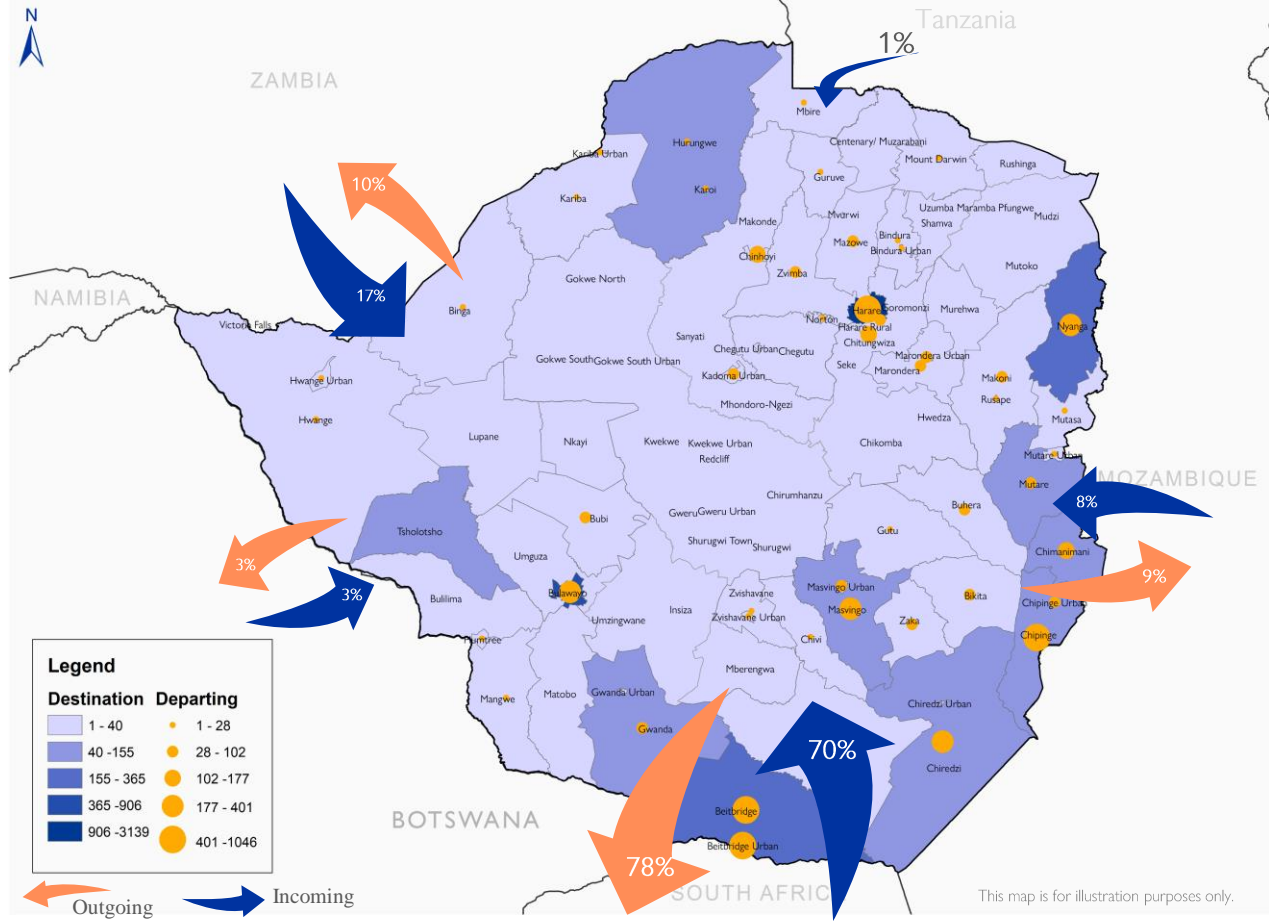 N
Tanzania
1%
ZAMBIA
Mbire
Centenary/ Muzarabani
Hurungwe
Kariba Urban
Mount Darwin
Rushinga
Guruve
10%
Karoi
Kariba
Uzumba Maramba Pfungwe
Mvurwi
Mudzi
Makonde
Shamva
Bindura
Mazowe
Bindura Urban
Chinhoyi
Mutoko
Zvimba
Gokwe North
NAMIBIA
17%
Binga
Harare
Goromonzi
Murehwa
Norton
Victoria Falls
Harare Rural
Nyanga
Sanyati
Chitungwiza
Chegutu Urban
Chegutu
Marondera Urban
Gokwe South
Gokwe South Urban
Seke
Marondera
Kadoma Urban
Makoni
Hwange Urban
Rusape
Mhondoro-Ngezi
Hwedza
Mutasa
Hwange
Lupane
Nkayi
Kwekwe
Kwekwe Urban
Chikomba
Redcliff
Mutare Urban
MOZAMBIQUE
Mutare
Chirumhanzu
8%
Buhera
Gweru
Gweru Urban
Bubi
Tsholotsho
Gutu
Shurugwi Town
Shurugwi
Chimanimani
Umguza
3%
9%
Masvingo Urban
3%
Bulawayo
Zvishavane
Bikita
Bulilima
Chipinge Urban
Insiza
Masvingo
Umzingwane
Zvishavane Urban
Zaka
Chipinge
Plumtree
Chivi
Legend
Mberengwa
Destination
Departing
Mangwe
Matobo
Gwanda Urban
Chiredzi Urban
1 - 40
1 - 28
Gwanda
40 -155
28 - 102
70%
Chiredzi
155 - 365
102 -177
365 -906
177 - 401
Beitbridge
BOTSWANA
906 -3139
401 -1046
Beitbridge Urban
78%
SOUTH AFRIC
Outgoing
Incoming
This map is for illustration purposes only.